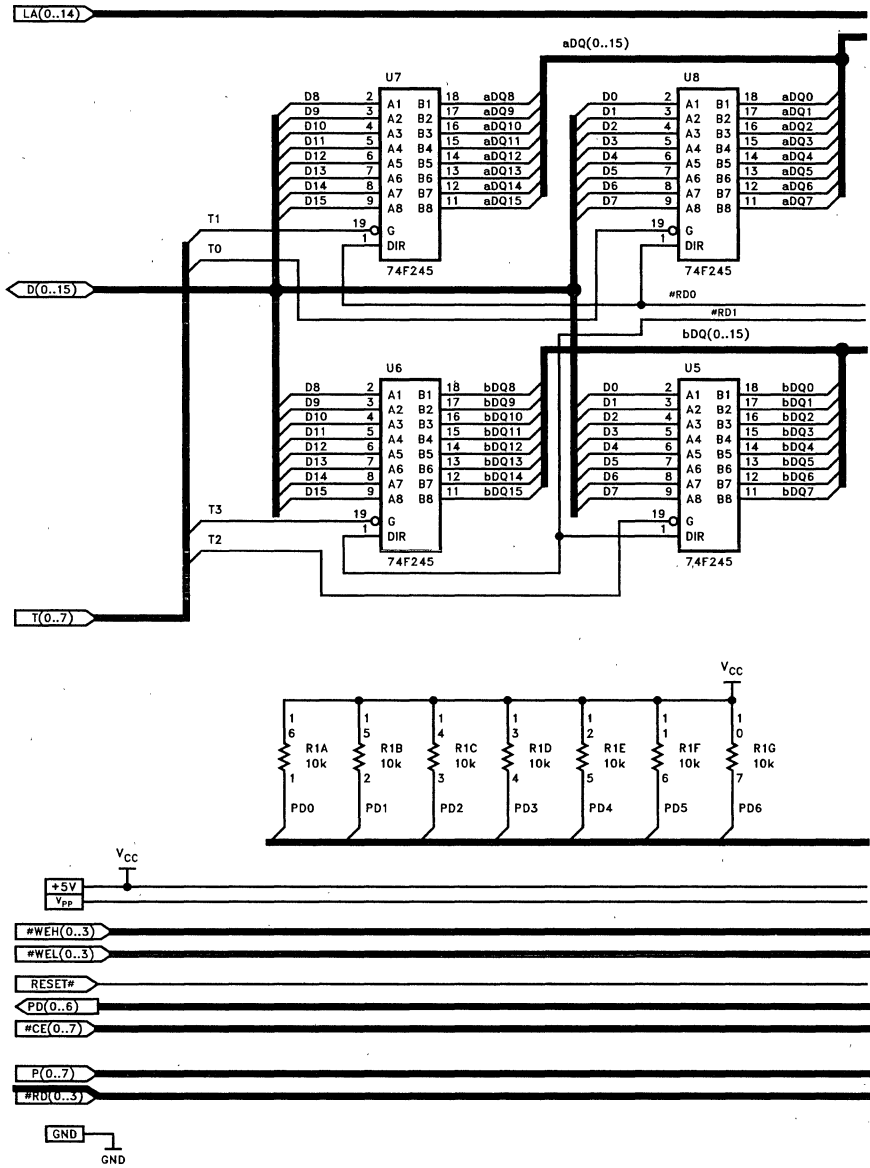 LA(0..14)
aDQ(0..15)
U7
U8
D8 2 A1 B1 18 aDQ8
D9 3 A2 B2 17 aDQ9
D10 4 A3 B3 16 aDQ10
D11 5 A4 B4 15 aDQ11
D12 6 A5 B5 14 aDQ12
D13 7 A6 B6 13 aDQ13
D14 8 A7 B7 12 aDQ14
D15 9 A8 B8 11 aDQ15
19 G
1 DIR
74F245
D0 2 A1 B1 18 aDQ0
D1 3 A2 B2 17 aDQ1
D2 4 A3 B3 16 aDQ2
D3 5 A4 B4 15 aDQ3
D4 6 A5 B5 14 aDQ4
D5 7 A6 B6 13 aDQ5
D6 8 A7 B7 12 aDQ6
D7 9 A8 B8 11 aDQ7
19 G
1 DIR
74F245
T1
T0
D(0..15)
#RD0
#RD1
bDQ(0..15)
U6
U5
D8 2 A1 B1 18 bDQ8
D9 3 A2 B2 17 bDQ9
D10 4 A3 B3 16 bDQ10
D11 5 A4 B4 15 bDQ11
D12 6 A5 B5 14 bDQ12
D13 7 A6 B6 13 bDQ13
D14 8 A7 B7 12 bDQ14
D15 9 A8 B8 11 bDQ15
19 G
1 DIR
74F245
D0 2 A1 B1 18 bDQ0
D1 3 A2 B2 17 bDQ1
D2 4 A3 B3 16 bDQ2
D3 5 A4 B4 15 bDQ3
D4 6 A5 B5 14 bDQ4
D5 7 A6 B6 13 bDQ5
D6 8 A7 B7 12 bDQ6
D7 9 A8 B8 11 bDQ7
19 G
1 DIR
74F245
T3
T2
T(0..7)
VCC
1 1 1 1 1 1 1
6 5 4 3 2 1 0
R1A R1B R1C R1D R1E R1F R1G
10k 10k 10k 10k 10k 10k 10k
1 2 3 4 5 6 7
PD0 PD1 PD2 PD3 PD4 PD5 PD6
VCC
+5V
VPP
#WEH(0..3)
#WEL(0..3)
RESET#
PD(0..6)
#CE(0..7)
P(0..7)
#RD(0..3)
GND
GND